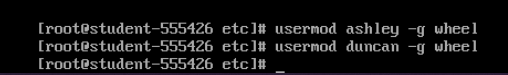 [root@student-555426 etc]# usermod ashley -g wheel
[root@student-555426 etc]# usermod duncan -g wheel
[root@student-555426 etc]# _